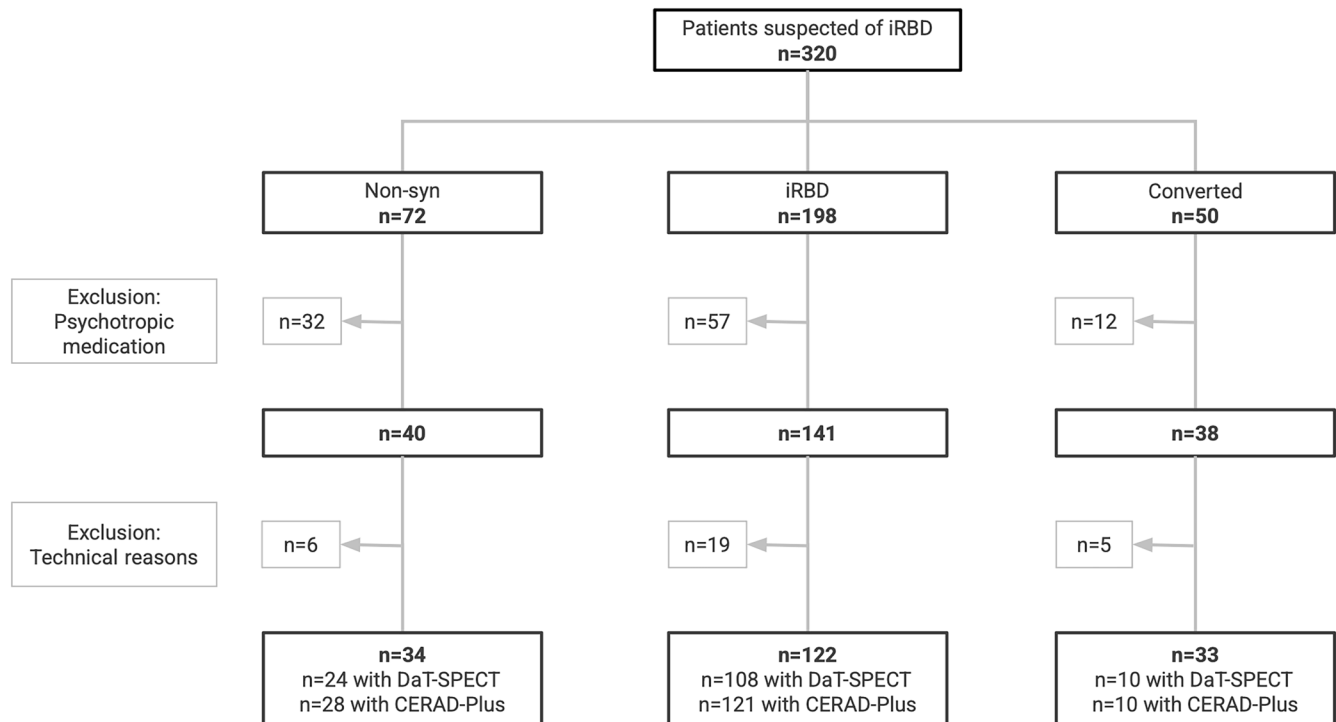 Patients suspected of iRBD
n=320
Non-syn
n=72
iRBD
n=198
Converted
n=50
Exclusion:
Psychotropic
medication
n=32
n=57
n=12
n=40
n=141
n=38
Exclusion:
Technical reasons
n=6
n=19
n=5
n=34
n=24 with DaT-SPECT
n=28 with CERAD-Plus
n=122
n=108 with DaT-SPECT
n=121 with CERAD-Plus
n=33
n=10 with DaT-SPECT
n=10 with CERAD-Plus